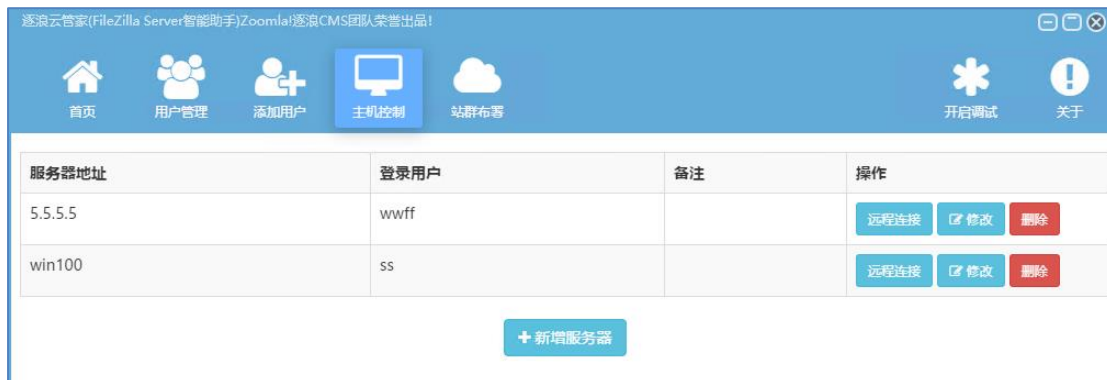 逐浪云管家(FileZilla Server智能助手)Zoomla!逐浪CMS团队荣誉出品!
首页 用户管理 添加用户 主机控制 站群布署 开启调试 关于
服务器地址 登录用户 备注 操作
5.5.5.5 wwff 远程连接 修改 删除
win100 ss 远程连接 修改 删除
新增服务器